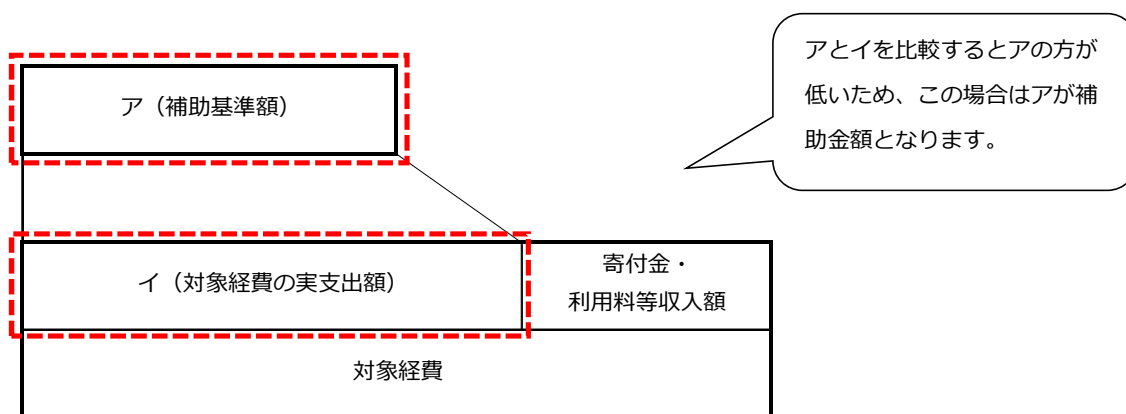 アとイを比較するとアの方が
低いため、この場合はアが補
助金額となります。
ア（補助基準額）
イ（対象経費の実支出額）
寄付金・
利用料等収入額
対象経費